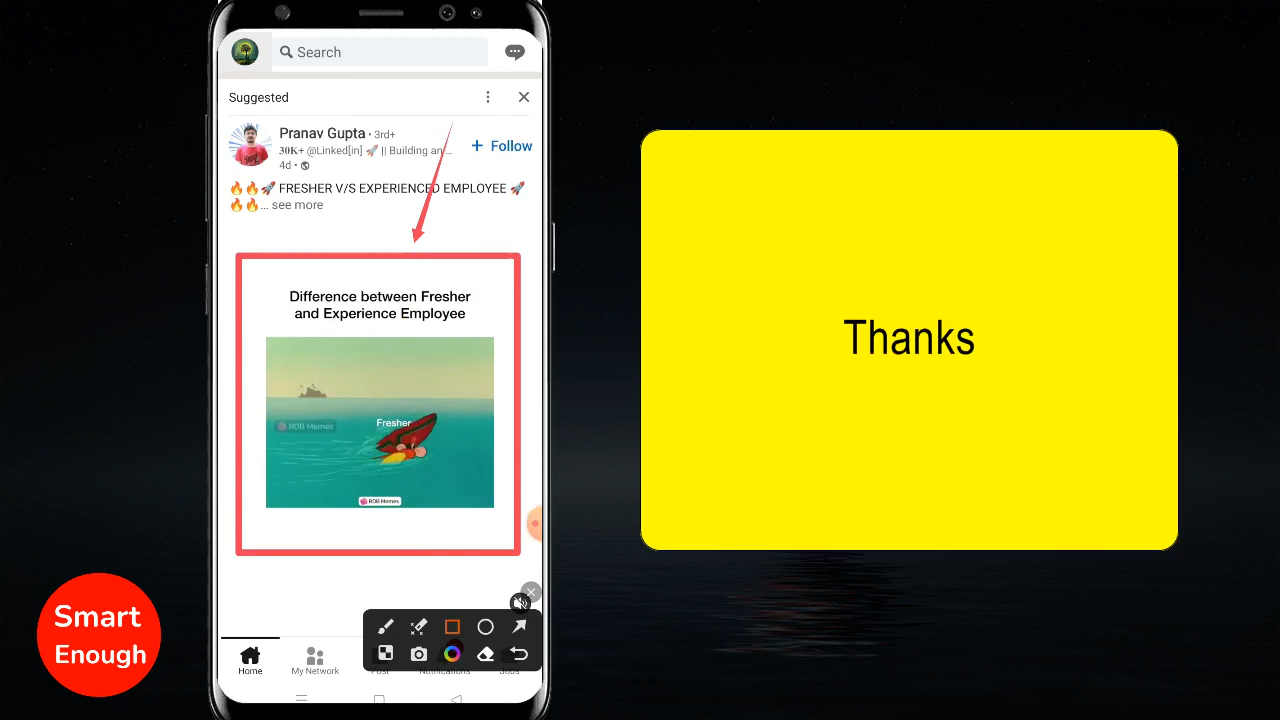 Search
Suggested
Pranav Gupta • 3rd+
30K+ @Linked[in] 🚀 || Building an...
+ Follow
4d •
🔥🔥🚀 FRESHER V/S EXPERIENCED EMPLOYEE 🚀
🔥🔥... see more
Difference between Fresher
and Experience Employee
Fresher
RDB Memes
RDB Memes
Home
My Network
Post
Notifications
Jobs
Thanks
Smart
Enough